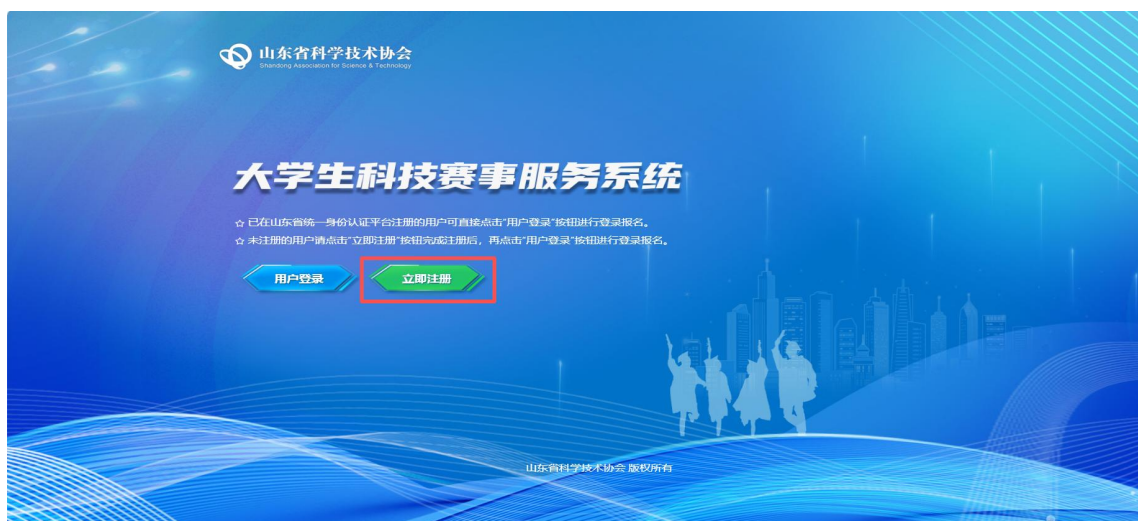 山东省科学技术协会
Shandong Association for Science & Technology
大学生科技赛事服务系统
☆ 已在山东省统一身份认证平台注册的用户可直接点击“用户登录”按钮进行登录报名。
☆ 未注册的用户请点击“立即注册”按钮完成注册后，再点击“用户登录”按钮进行登录报名。
用户登录 立即注册
山东省科学技术协会 版权所有